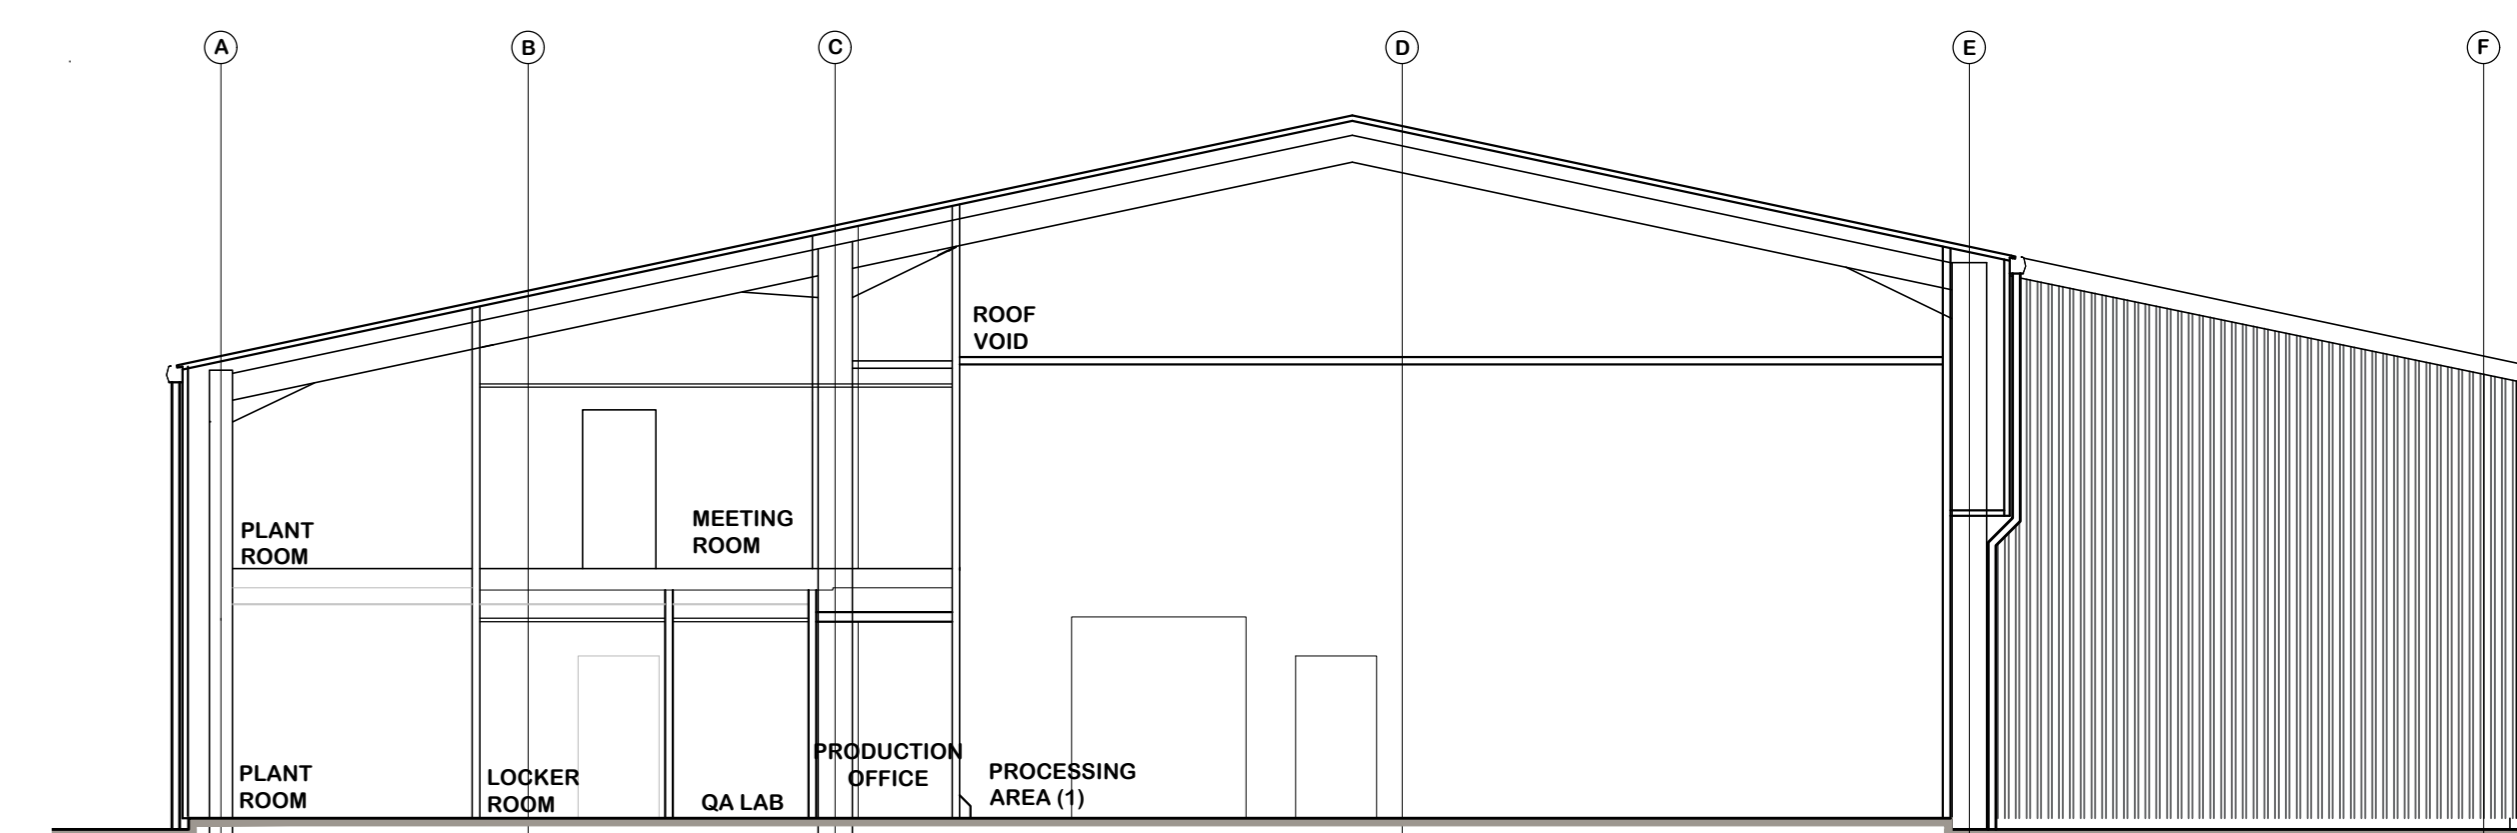 A
B
C
D
E
F
ROOF
VOID
PLANT
ROOM
MEETING
ROOM
PLANT
ROOM
LOCKER
ROOM
QA LAB
PRODUCTION
OFFICE
PROCESSING
AREA (1)